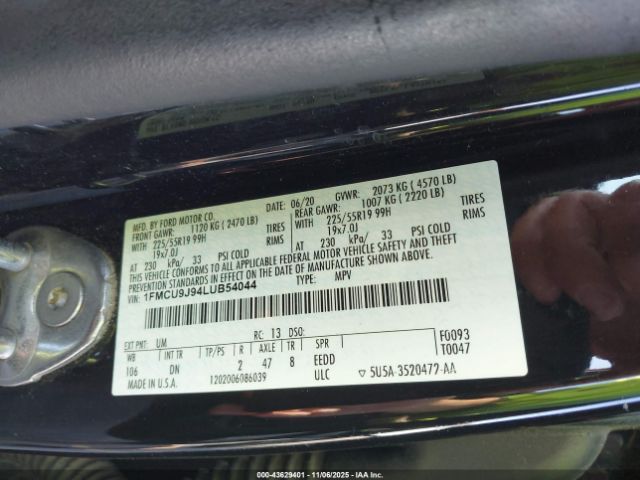 MFD. BY FORD MOTOR CO. DATE: 06/20 GVWR: 2073 KG ( 4570 LB)
FRONT GAWR: 1120 KG ( 2470 LB) REAR GAWR: 1007 KG ( 2220 LB)
WITH 225/55R19 99H TIRES WITH 225/55R19 99H TIRES
19x7.0J RIMS 19x7.0J RIMS
AT 230 kPa/ 33 PSI COLD AT 230 kPa/ 33 PSI COLD
THIS VEHICLE CONFORMS TO ALL APPLICABLE FEDERAL MOTOR VEHICLE SAFETY AND THEFT
PREVENTION STANDARDS IN EFFECT ON THE DATE OF MANUFACTURE SHOWN ABOVE.
VIN: 1FMCU9J94LUB54044 TYPE: MPV
EXT PNT: UM RC: 13 DSO: F0093
WB INT TR TP/PS R AXLE TR SPR T0047
106 DN 2 47 8 EEDD
MADE IN U.S.A. 1202006086039 ULC ▽ 5U5A-3520472-AA
00-43629401 - 11/06/2025 - © IAAI.COM